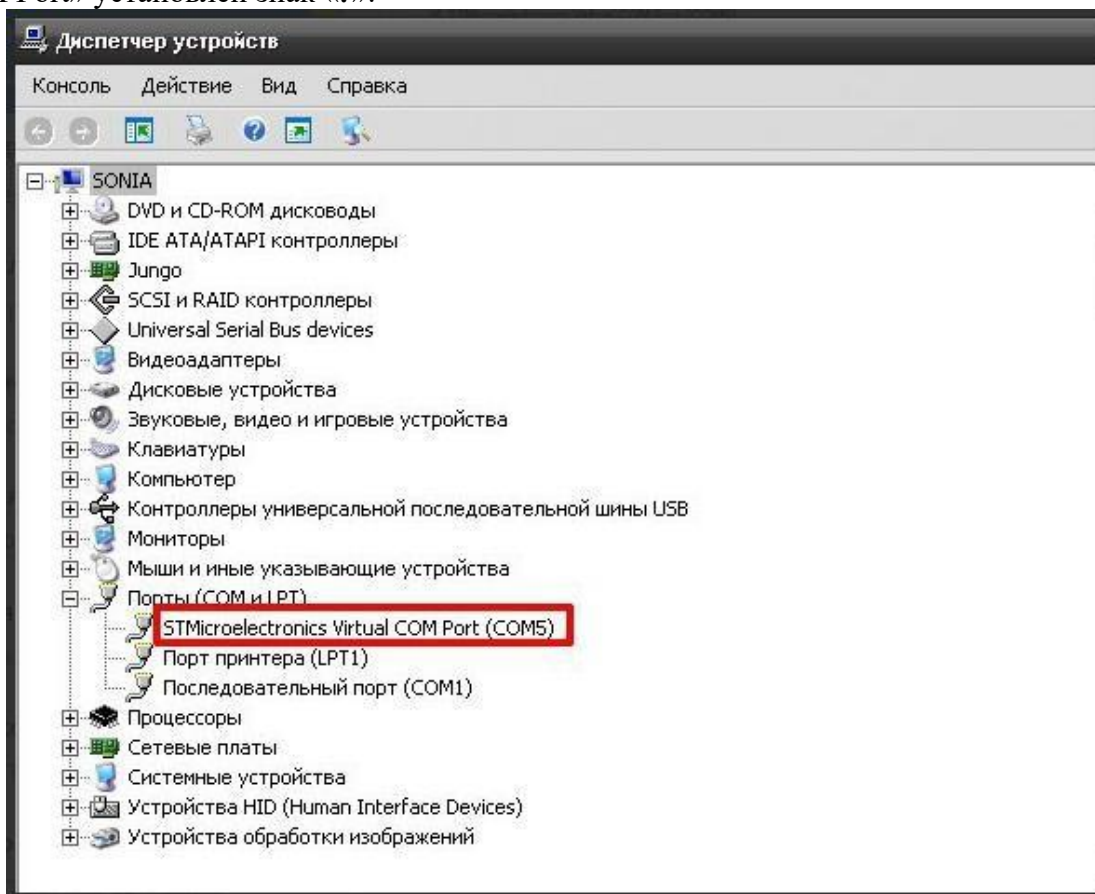 Port» установлен знак «!».
Диспетчер устройств
Консоль Действие Вид Справка
SONIA
DVD и CD-ROM дисководы
IDE ATA/ATAPI контроллеры
Jungo
SCSI и RAID контроллеры
Universal Serial Bus devices
Видеоадаптеры
Дисковые устройства
Звуковые, видео и игровые устройства
Клавиатуры
Компьютер
Контроллеры универсальной последовательной шины USB
Мониторы
Мыши и иные указывающие устройства
Порты (COM и LPT)
STMicroelectronics Virtual COM Port (COM5)
Порт принтера (LPT1)
Последовательный порт (COM1)
Процессоры
Сетевые платы
Системные устройства
Устройства HID (Human Interface Devices)
Устройства обработки изображений